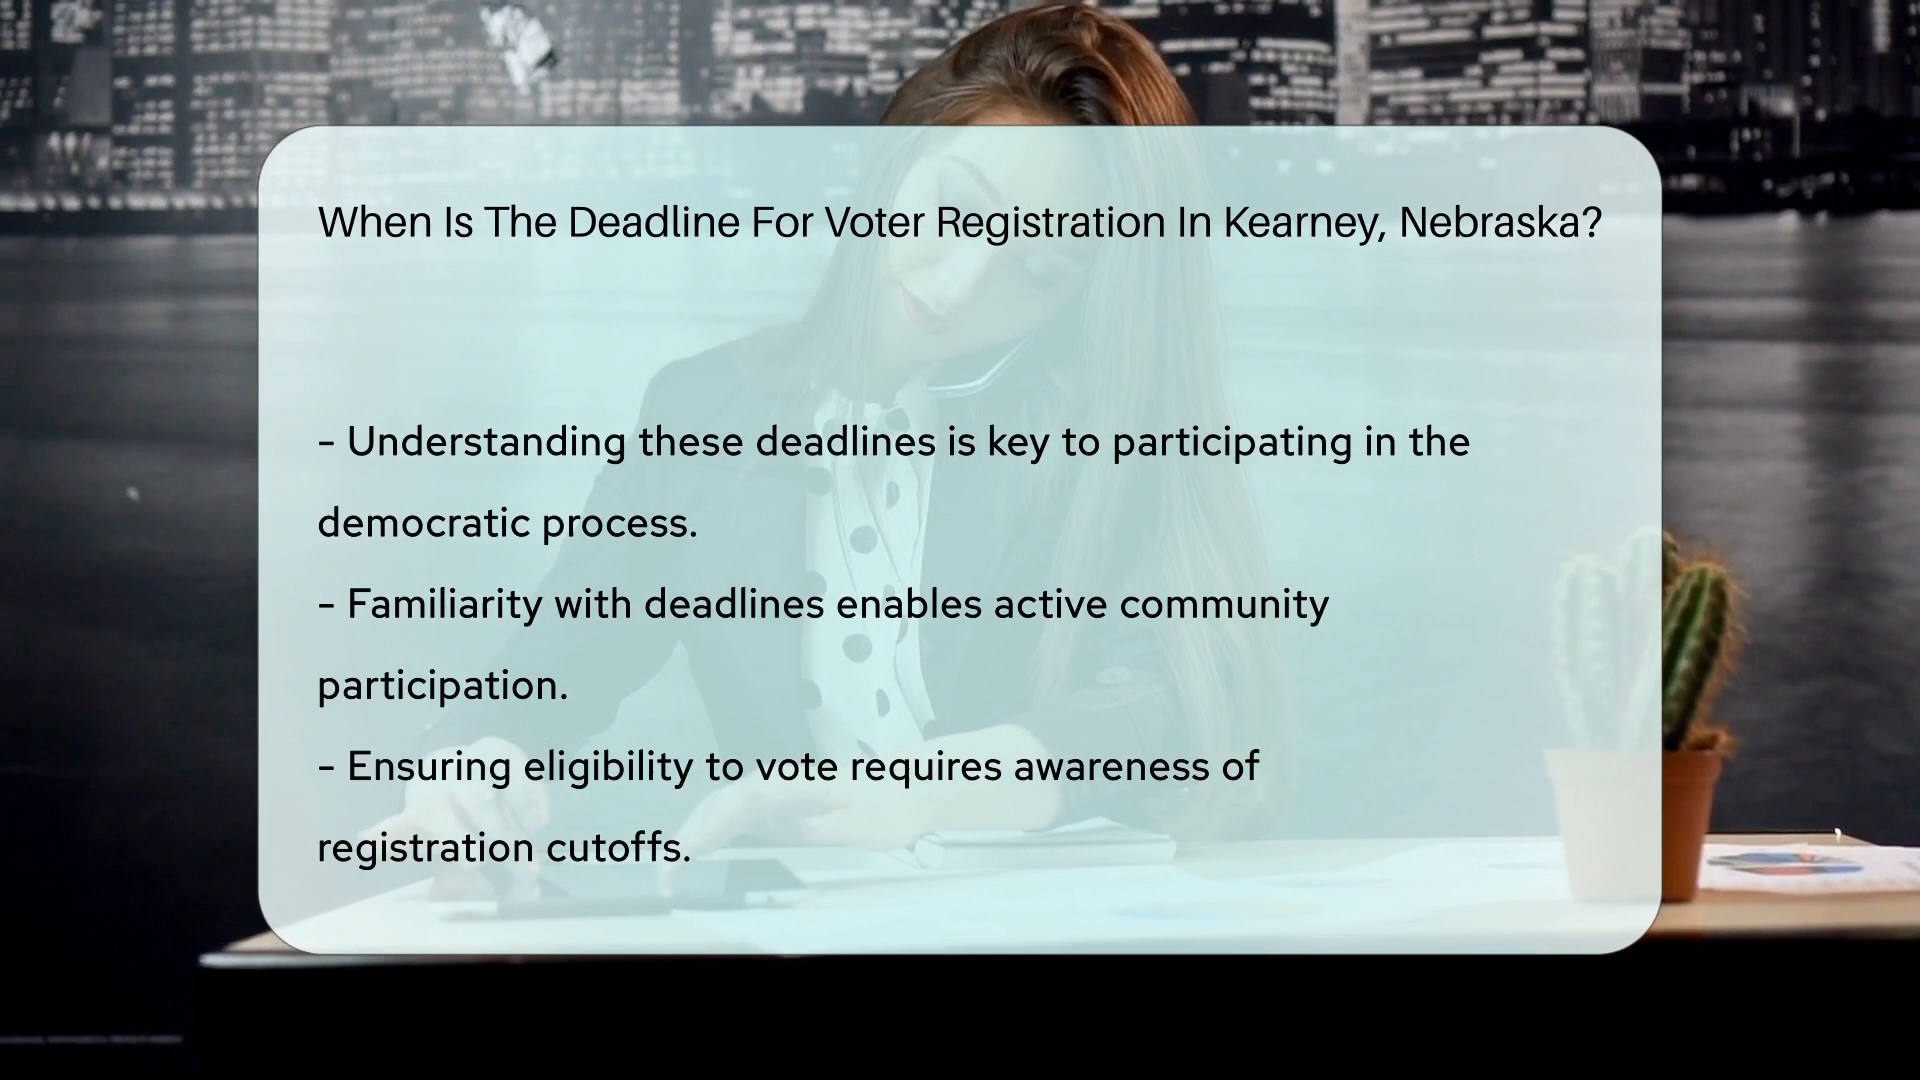 When Is The Deadline For Voter Registration In Kearney, Nebraska?
- Understanding these deadlines is key to participating in the
democratic process.
- Familiarity with deadlines enables active community
participation.
- Ensuring eligibility to vote requires awareness of
registration cutoffs.